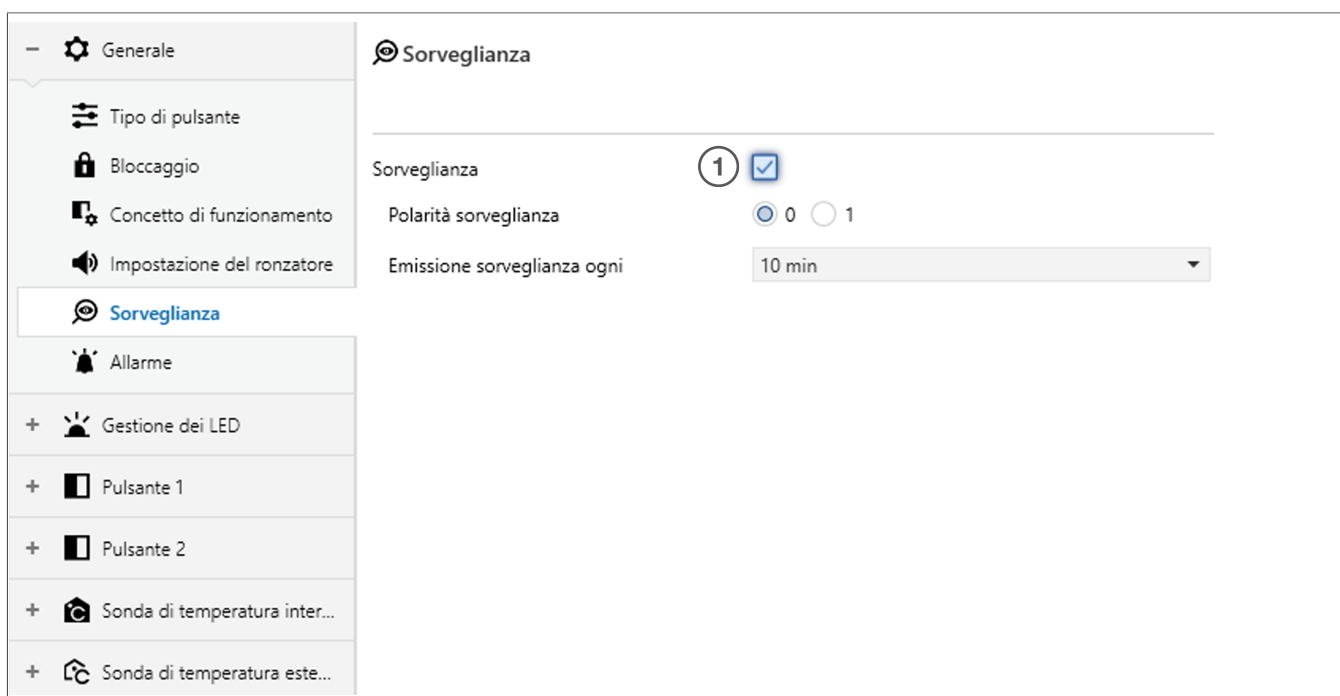 Generale
Tipo di pulsante
Bloccaggio
Concetto di funzionamento
Impostazione del ronzatore
Sorveglianza
Allarme
Gestione dei LED
Pulsante 1
Pulsante 2
Sonda di temperatura inter...
Sonda di temperatura este...
Sorveglianza
Sorveglianza 1
Polarità sorveglianza 0 1
Emissione sorveglianza ogni 10 min